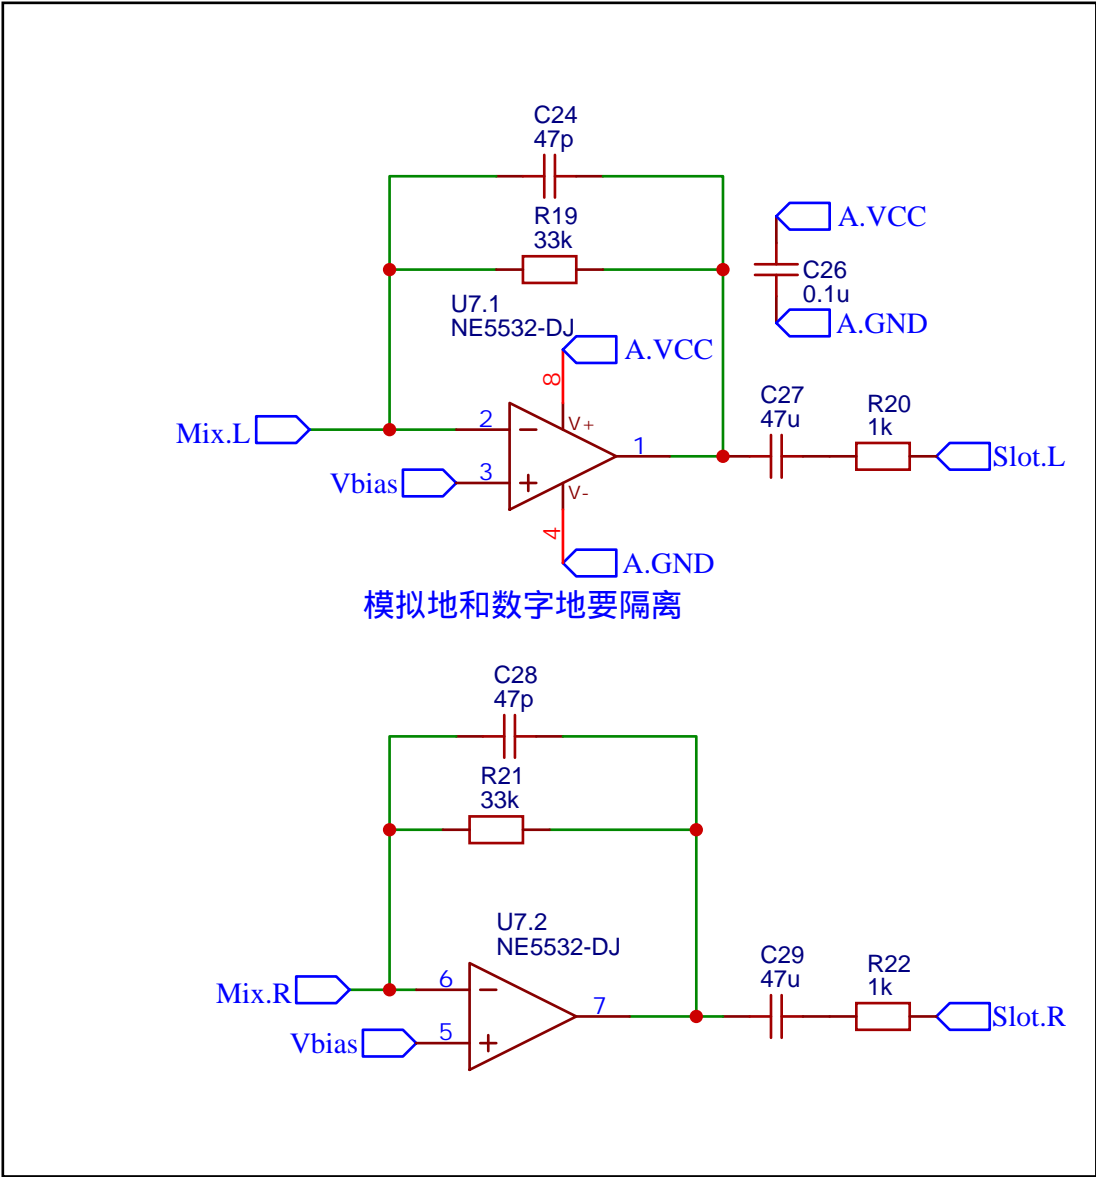 C24
47p
R19
33k
A.VCC
C26
0.1u
A.GND
U7.1
NE5532-DJ
A.VCC
8
V+
Mix.L
2
1
C27
47u
R20
1k
Slot.L
Vbias
3
V-
4
A.GND
模拟地和数字地要隔离
C28
47p
R21
33k
U7.2
NE5532-DJ
Mix.R
6
7
C29
47u
R22
1k
Slot.R
Vbias
5